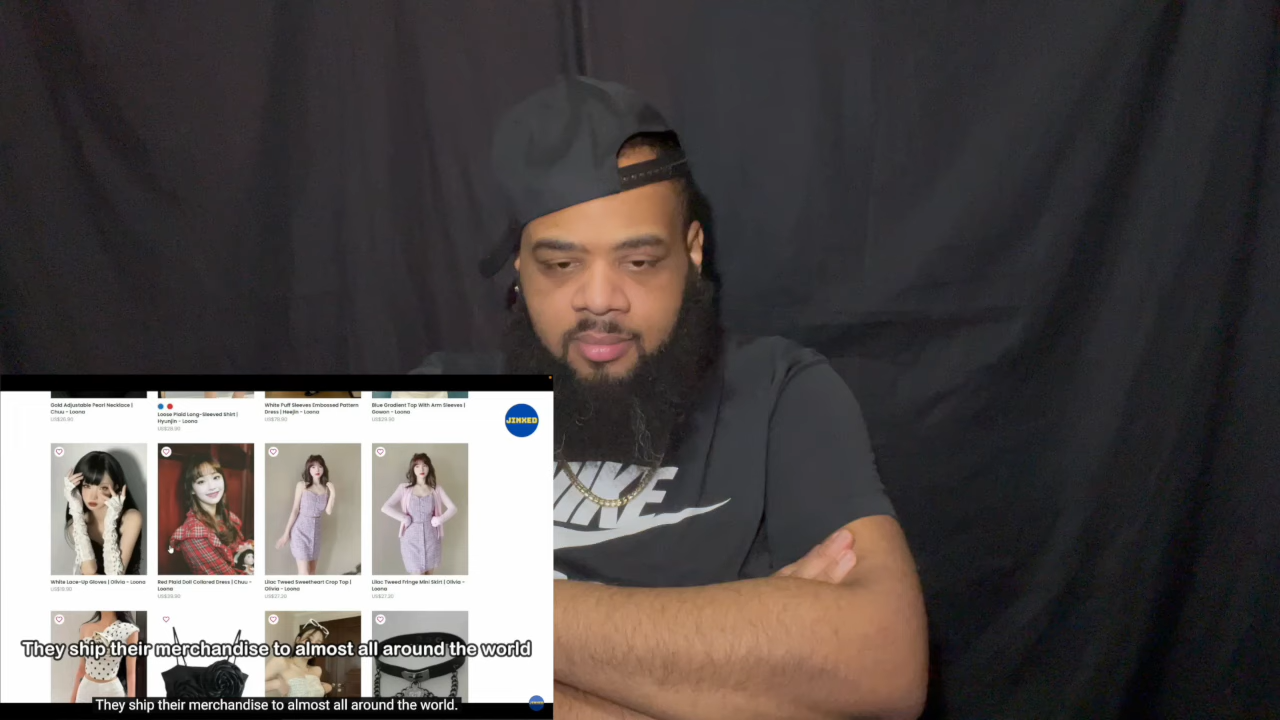 NIKE
Gold Adjustable Pearl Necklace |
Chuu - Loona
Loose Plaid Long-Sleeved Shirt |
Hyunjin - Loona
White Puff Sleeves Embossed Pattern
Dress | Heejin - Loona
Blue Gradient Top With Arm Sleeves |
Gowon - Loona
JINXED
White Lace-Up Gloves | Olivia - Loona
Red Plaid Doll Collared Dress | Chuu -
Loona
Lilac Tweed Sweetheart Crop Top |
Olivia - Loona
Lilac Tweed Fringe Mini Skirt | Olivia -
Loona
They ship their merchandise to almost all around the world
They ship their merchandise to almost all around the world.